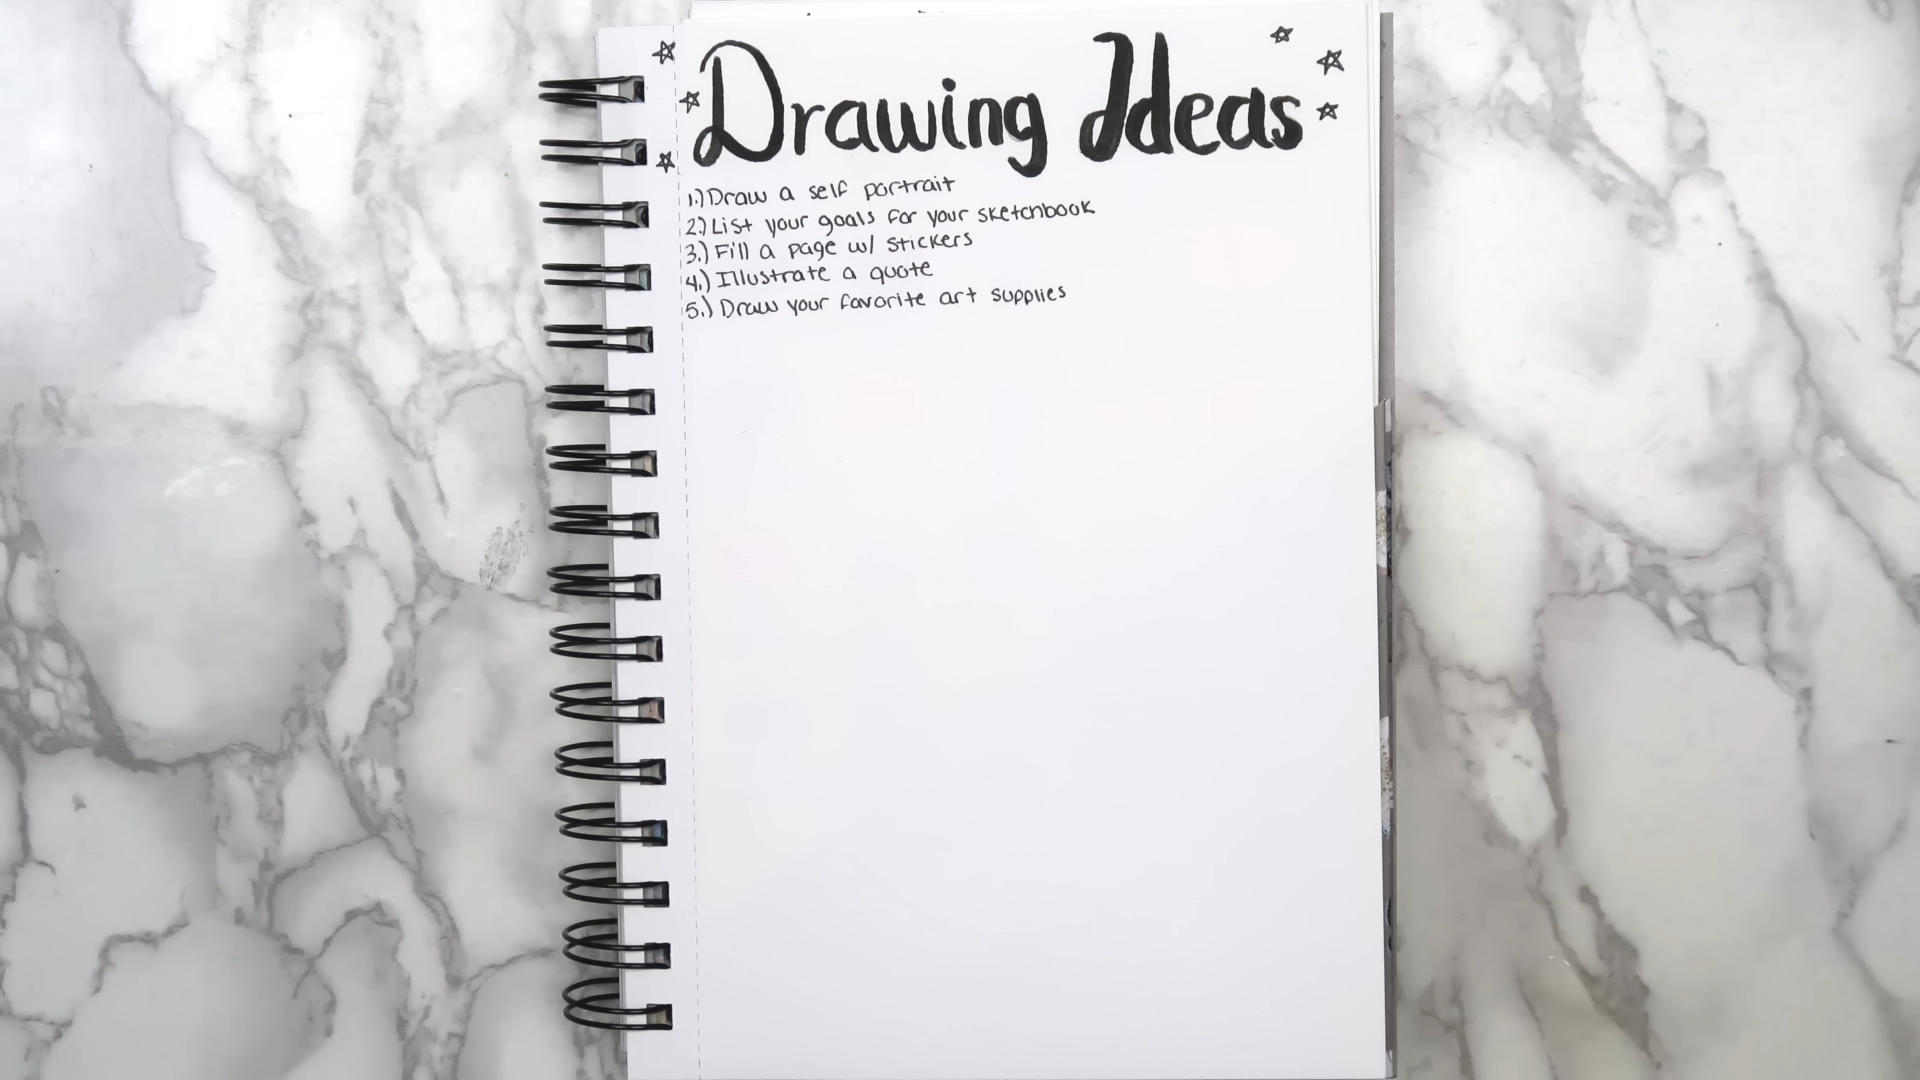 Drawing Ideas
1.) Draw a self portrait
2.) List your goals for your sketchbook
3.) Fill a page w/ stickers
4.) Illustrate a quote
5.) Draw your favorite art supplies